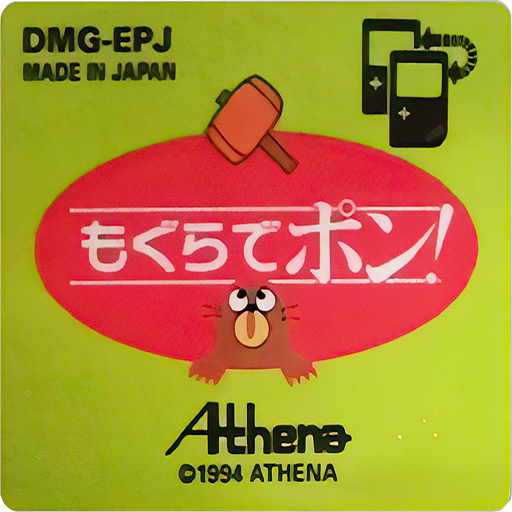 DMG-EPJ
MADE IN JAPAN
もぐらでポン!
Athena
©1994 ATHENA